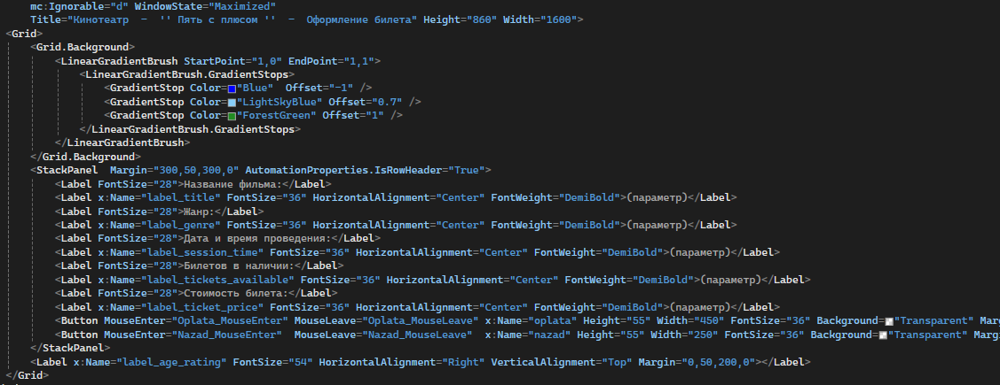 mc:Ignorable="d" WindowState="Maximized"
Title="Кинотеатр  –  '' Пять с плюсом ''  –  Оформление билета" Height="860" Width="1600">
<Grid>
<Grid.Background>
<LinearGradientBrush StartPoint="1,0" EndPoint="1,1">
<LinearGradientBrush.GradientStops>
<GradientStop Color="Blue"  Offset="-1" />
<GradientStop Color="LightSkyBlue" Offset="0.7" />
<GradientStop Color="ForestGreen" Offset="1" />
</LinearGradientBrush.GradientStops>
</LinearGradientBrush>
</Grid.Background>
<StackPanel  Margin="300,50,300,0" AutomationProperties.IsRowHeader="True">
<Label FontSize="28">Название фильма:</Label>
<Label x:Name="label_title" FontSize="36" HorizontalAlignment="Center" FontWeight="DemiBold">(параметр)</Label>
<Label FontSize="28">Жанр:</Label>
<Label x:Name="label_genre" FontSize="36" HorizontalAlignment="Center" FontWeight="DemiBold">(параметр)</Label>
<Label FontSize="28">Дата и время проведения:</Label>
<Label x:Name="label_session_time" FontSize="36" HorizontalAlignment="Center" FontWeight="DemiBold">(параметр)</Label>
<Label FontSize="28">Билетов в наличии:</Label>
<Label x:Name="label_tickets_available" FontSize="36" HorizontalAlignment="Center" FontWeight="DemiBold">(параметр)</Label>
<Label FontSize="28">Стоимость билета:</Label>
<Label x:Name="label_ticket_price" FontSize="36" HorizontalAlignment="Center" FontWeight="DemiBold">(параметр)</Label>
<Button MouseEnter="Oplata_MouseEnter" MouseLeave="Oplata_MouseLeave" x:Name="oplata" Height="55" Width="450" FontSize="36" Background="Transparent" Mar
<Button MouseEnter="Nazad_MouseEnter"  MouseLeave="Nazad_MouseLeave"  x:Name="nazad" Height="55" Width="250" FontSize="36" Background="Transparent" Margi
</StackPanel>
<Label x:Name="label_age_rating" FontSize="54" HorizontalAlignment="Right" VerticalAlignment="Top" Margin="0,50,200,0"></Label>
</Grid>